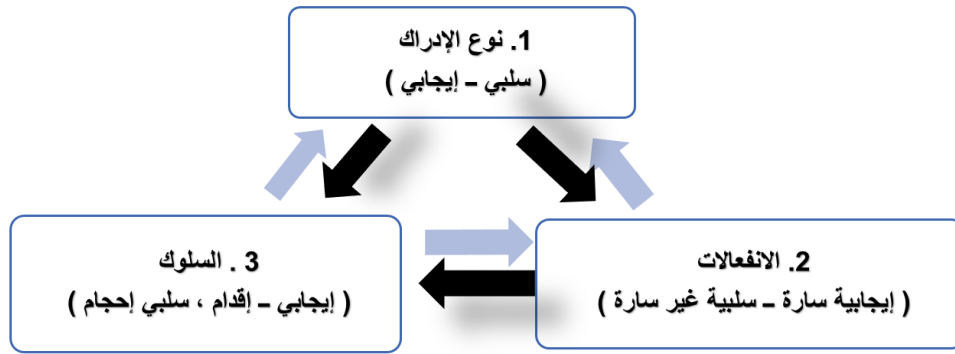 1. نوع الإدراك
( سلبي – إيجابي )
2. الانفعالات
( إيجابية سارة – سلبية غير سارة )
3 . السلوك
( إيجابي – إقدام ، سلبي إحجام )